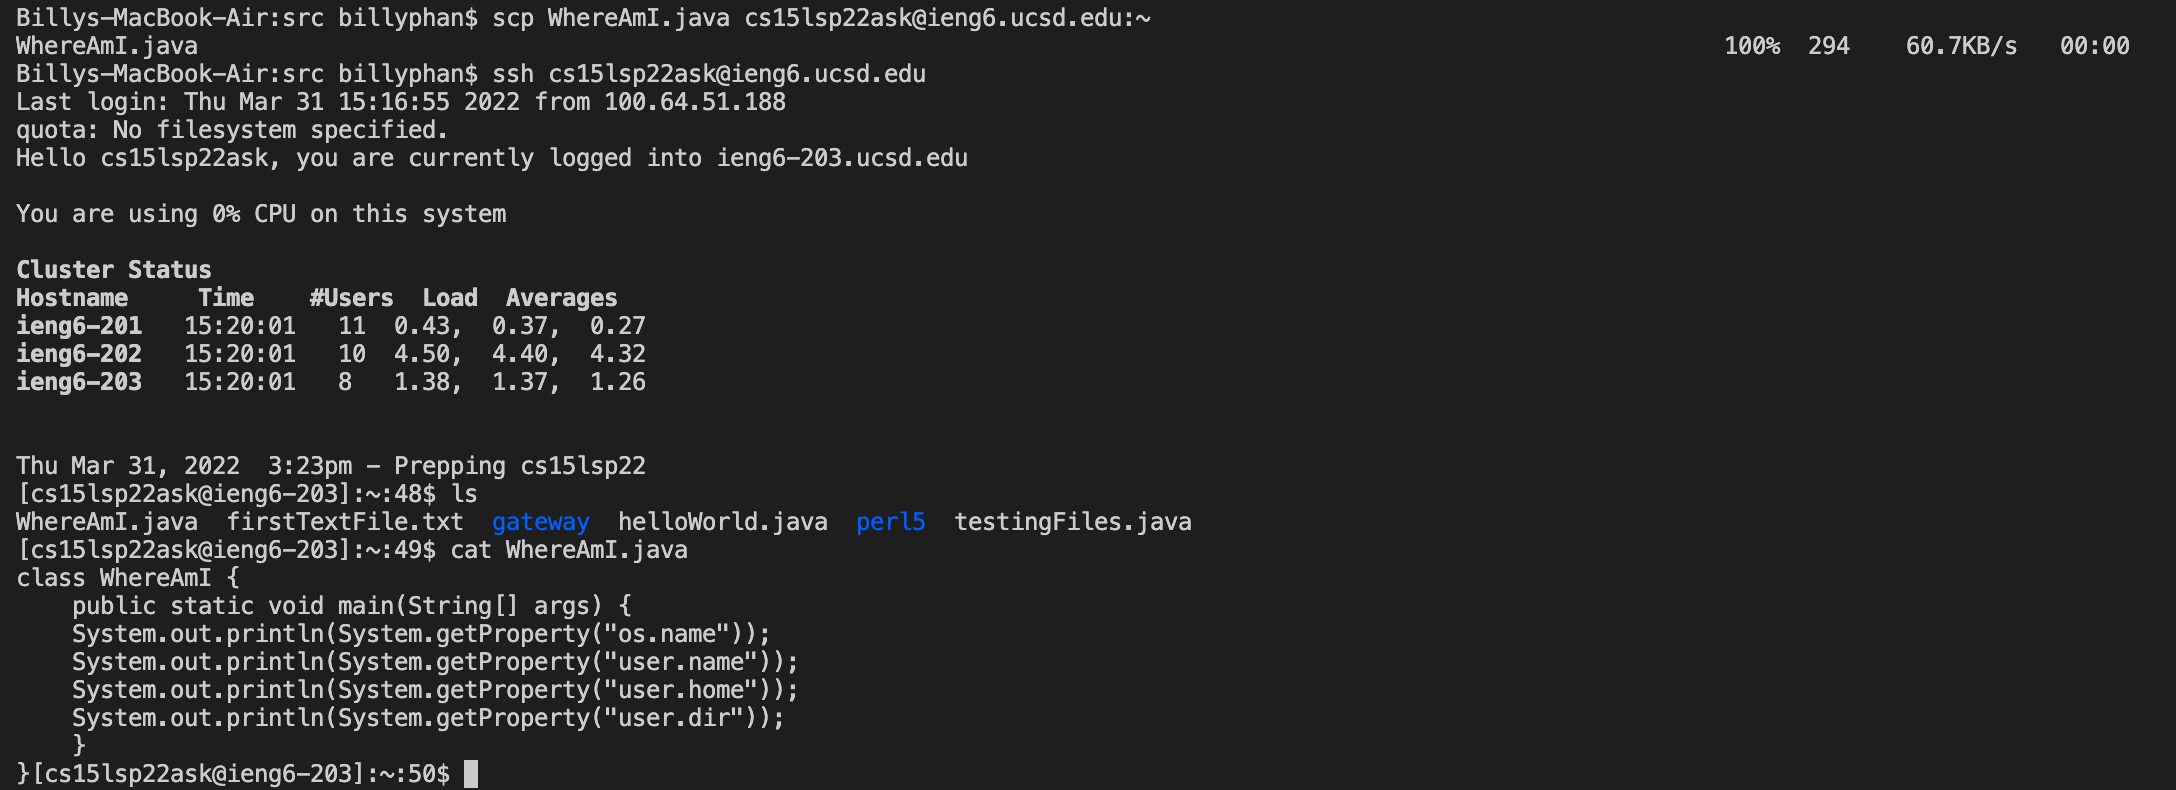 Billys-MacBook-Air:src billyphan$ scp WhereAmI.java cs15lsp22ask@ieng6.ucsd.edu:~
WhereAmI.java 100% 294 60.7KB/s 00:00
Billys-MacBook-Air:src billyphan$ ssh cs15lsp22ask@ieng6.ucsd.edu
Last login: Thu Mar 31 15:16:55 2022 from 100.64.51.188
quota: No filesystem specified.
Hello cs15lsp22ask, you are currently logged into ieng6-203.ucsd.edu
You are using 0% CPU on this system
Cluster Status
Hostname Time #Users Load Averages
ieng6-201 15:20:01 11 0.43, 0.37, 0.27
ieng6-202 15:20:01 10 4.50, 4.40, 4.32
ieng6-203 15:20:01 8 1.38, 1.37, 1.26
Thu Mar 31, 2022 3:23pm - Prepping cs15lsp22
[cs15lsp22ask@ieng6-203]:~:48$ ls
WhereAmI.java firstTextFile.txt gateway helloWorld.java perl5 testingFiles.java
[cs15lsp22ask@ieng6-203]:~:49$ cat WhereAmI.java
class WhereAmI {
    public static void main(String[] args) {
    System.out.println(System.getProperty("os.name"));
    System.out.println(System.getProperty("user.name"));
    System.out.println(System.getProperty("user.home"));
    System.out.println(System.getProperty("user.dir"));
    }
}[cs15lsp22ask@ieng6-203]:~:50$